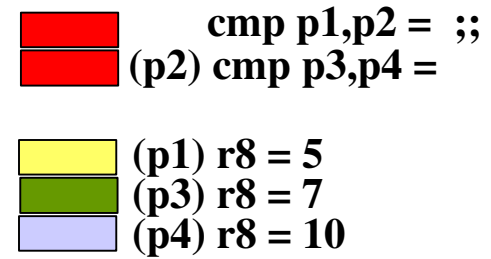 cmp p1,p2 = ;;
(p2) cmp p3,p4 =
(p1) r8 = 5
(p3) r8 = 7
(p4) r8 = 10